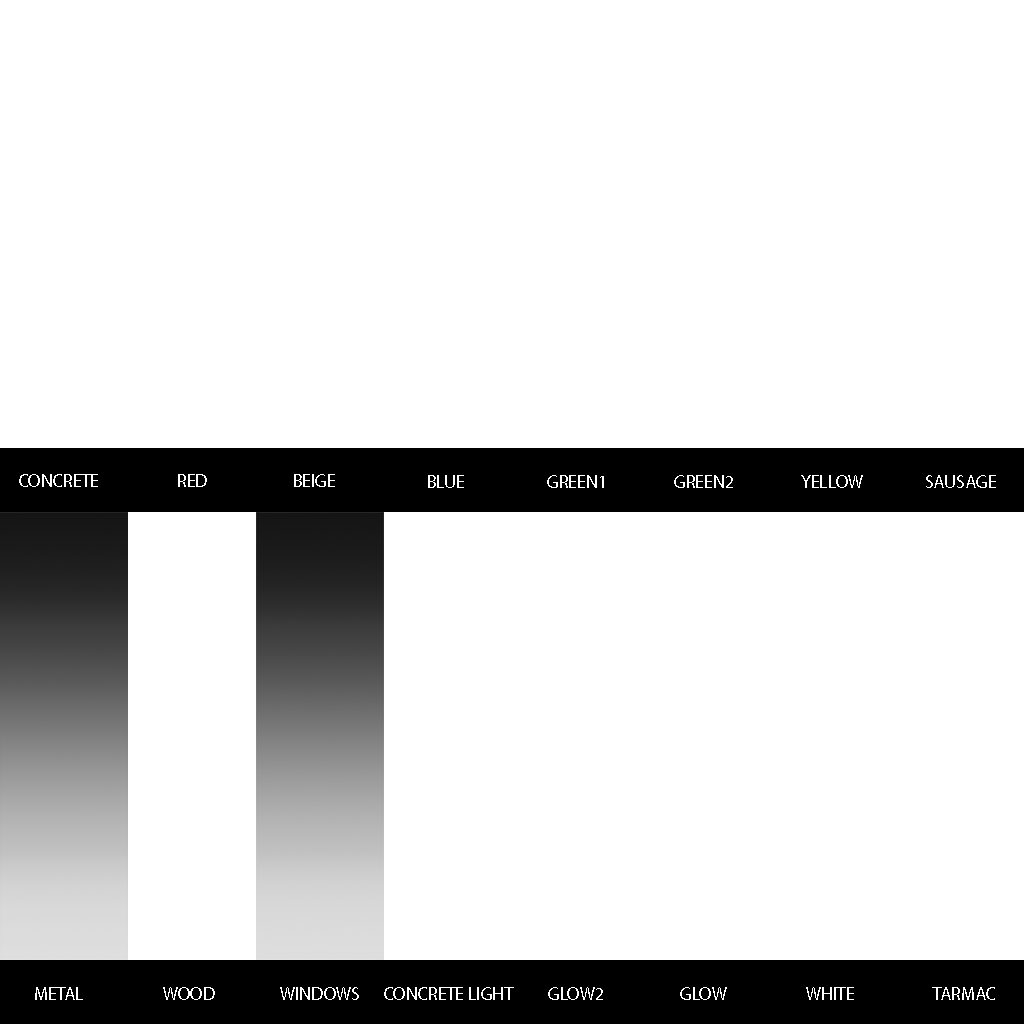 CONCRETE RED BEIGE BLUE GREEN1 GREEN2 YELLOW SAUSAGE
METAL WOOD WINDOWS CONCRETE LIGHT GLOW2 GLOW WHITE TARMAC